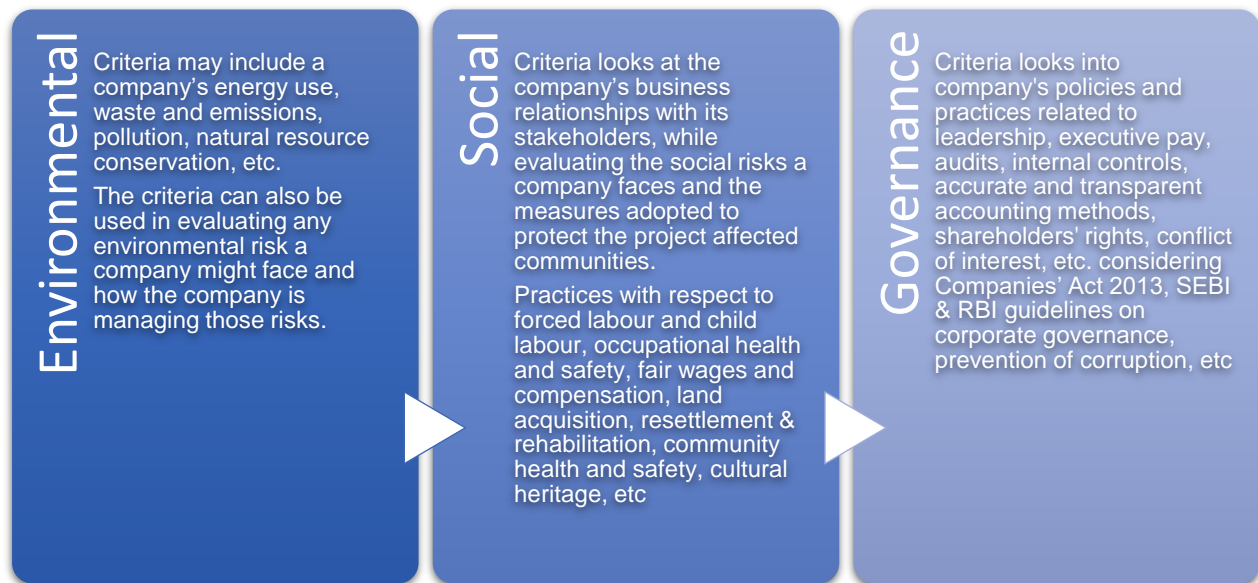 Environmental
Criteria may include a
company’s energy use,
waste and emissions,
pollution, natural resource
conservation, etc.
The criteria can also be
used in evaluating any
environmental risk a
company might face and
how the company is
managing those risks.
Social
Criteria looks at the
company’s business
relationships with its
stakeholders, while
evaluating the social risks a
company faces and the
measures adopted to
protect the project affected
communities.
Practices with respect to
forced labour and child
labour, occupational health
and safety, fair wages and
compensation, land
acquisition, resettlement &
rehabilitation, community
health and safety, cultural
heritage, etc
Governance
Criteria looks into
company's policies and
practices related to
leadership, executive pay,
audits, internal controls,
accurate and transparent
accounting methods,
shareholders' rights, conflict
of interest, etc. considering
Companies’ Act 2013, SEBI
& RBI guidelines on
corporate governance,
prevention of corruption, etc